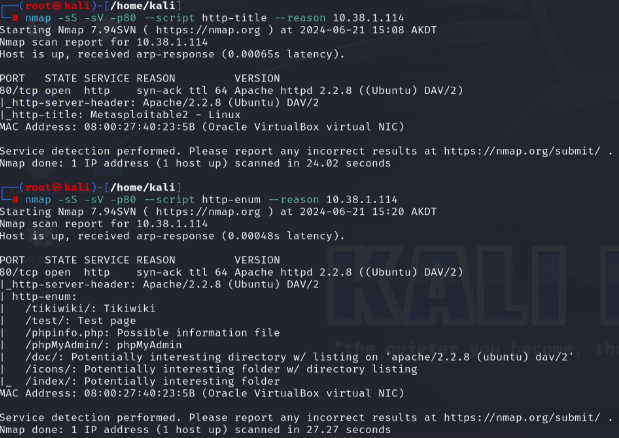 ┌──(root㉿kali)-[/home/kali]
└─# nmap -sS -sV -p80 --script http-title --reason 10.38.1.114
Starting Nmap 7.94SVN ( https://nmap.org ) at 2024-06-21 15:08 AKDT
Nmap scan report for 10.38.1.114
Host is up, received arp-response (0.00065s latency).

PORT   STATE SERVICE REASON         VERSION
80/tcp open  http    syn-ack ttl 64 Apache httpd 2.2.8 ((Ubuntu) DAV/2)
|_http-server-header: Apache/2.2.8 (Ubuntu) DAV/2
|_http-title: Metasploitable2 - Linux
MAC Address: 08:00:27:40:23:5B (Oracle VirtualBox virtual NIC)

Service detection performed. Please report any incorrect results at https://nmap.org/submit/ .
Nmap done: 1 IP address (1 host up) scanned in 24.02 seconds

┌──(root㉿kali)-[/home/kali]
└─# nmap -sS -sV -p80 --script http-enum --reason 10.38.1.114
Starting Nmap 7.94SVN ( https://nmap.org ) at 2024-06-21 15:20 AKDT
Nmap scan report for 10.38.1.114
Host is up, received arp-response (0.00048s latency).

PORT   STATE SERVICE REASON         VERSION
80/tcp open  http    syn-ack ttl 64 Apache httpd 2.2.8 ((Ubuntu) DAV/2)
|_http-server-header: Apache/2.2.8 (Ubuntu) DAV/2
| http-enum:
|   /tikiwiki/: Tikiwiki
|   /test/: Test page
|   /phpinfo.php: Possible information file
|   /phpMyAdmin/: phpMyAdmin
|   /doc/: Potentially interesting directory w/ listing on 'apache/2.2.8 (ubuntu) dav/2'
|   /icons/: Potentially interesting folder w/ directory listing
|_  /index/: Potentially interesting folder
MAC Address: 08:00:27:40:23:5B (Oracle VirtualBox virtual NIC)

Service detection performed. Please report any incorrect results at https://nmap.org/submit/ .
Nmap done: 1 IP address (1 host up) scanned in 27.27 seconds
KALI
"the quieter you become, the